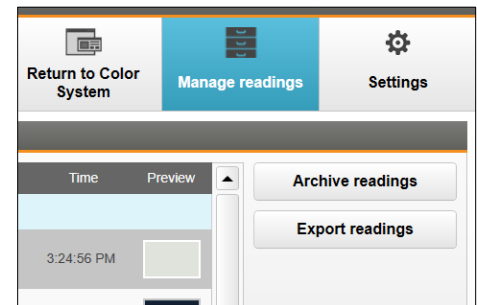 Return to Color
System
Manage readings
Settings
Time
Preview
Archive readings
3:24:56 PM
Export readings